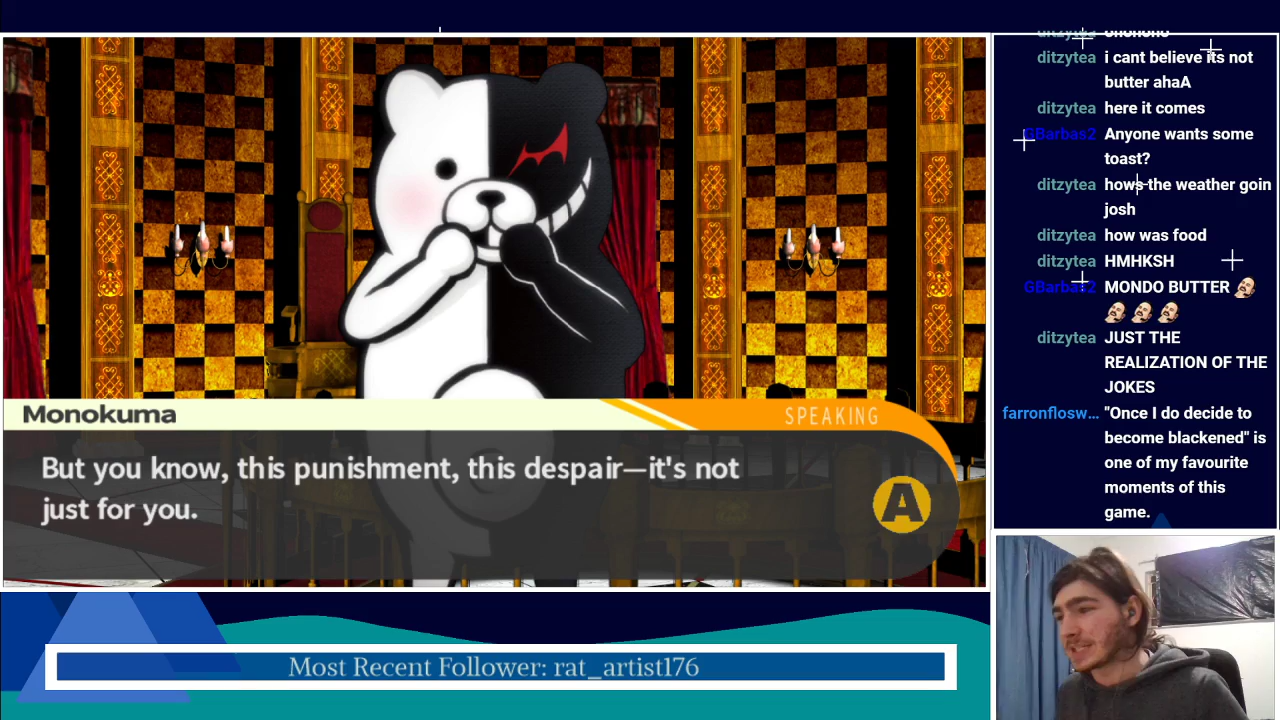 Monokuma
SPEAKING
But you know, this punishment, this despair—it's not
just for you.
A
Most Recent Follower: rat_artist176
ditzytea i cant believe its not
butter ahaA
ditzytea here it comes
GBarbas2 Anyone wants some
toast?
ditzytea hows the weather goin
josh
ditzytea how was food
ditzytea HMHKSH
GBarbas2 MONDO BUTTER
ditzytea JUST THE
REALIZATION OF THE
JOKES
farronflosw... "Once I do decide to
become blackened" is
one of my favourite
moments of this
game.